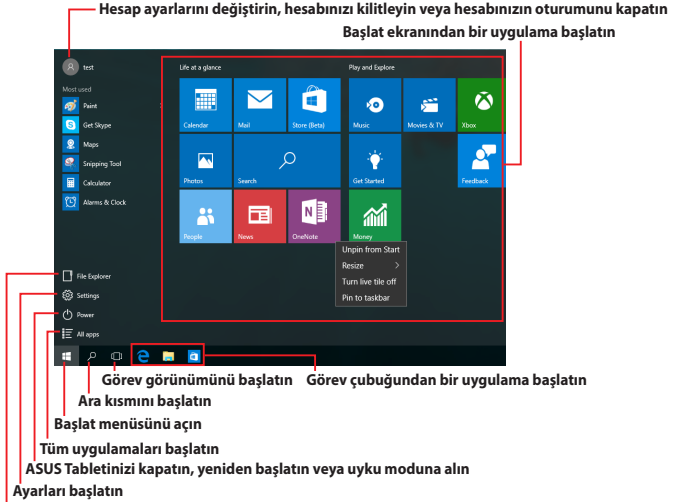 Hesap ayarlarını değiştirin, hesabınızı kilitleyin veya hesabınızın oturumunu kapatın
Başlat ekranından bir uygulama başlatın
test
Life at a glance
Play and Explore
Most used
Paint
Get Skype
Maps
Snipping Tool
Calculator
Alarms & Clock
Calendar
Mail
Store (Beta)
Music
Movies & TV
Xbox
Photos
Search
Get Started
Feedback
People
News
OneNote
Money
Unpin from Start
Resize
Turn live tile off
Pin to taskbar
File Explorer
Settings
Power
All apps
Görev görünümünü başlatın
Görev çubuğundan bir uygulama başlatın
Ara kısmını başlatın
Başlat menüsünü açın
Tüm uygulamaları başlatın
ASUS Tabletinizi kapatın, yeniden başlatın veya uyku moduna alın
Ayarları başlatın